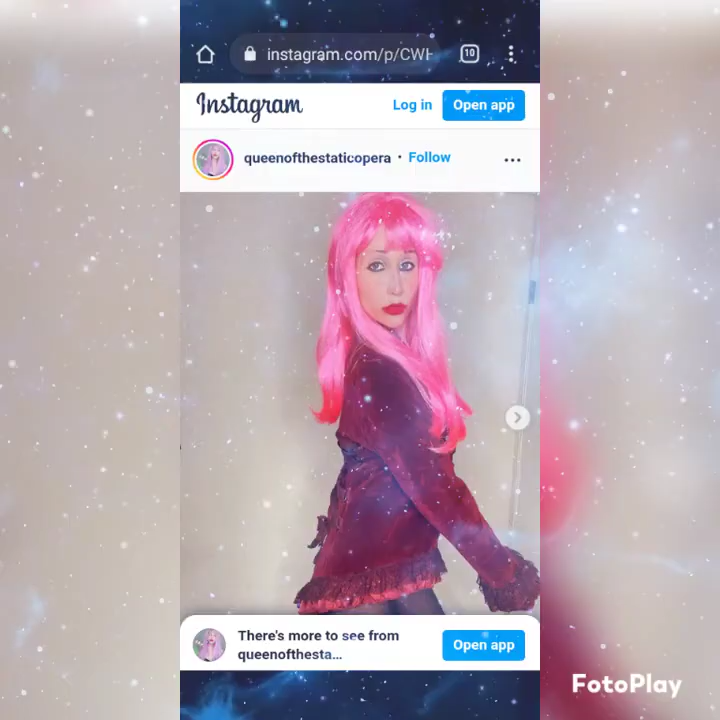 instagram.com/p/CWH
10
Instagram
Log in
Open app
queenofthestaticopera • Follow
There's more to see from
queenofthesta...
Open app
FotoPlay